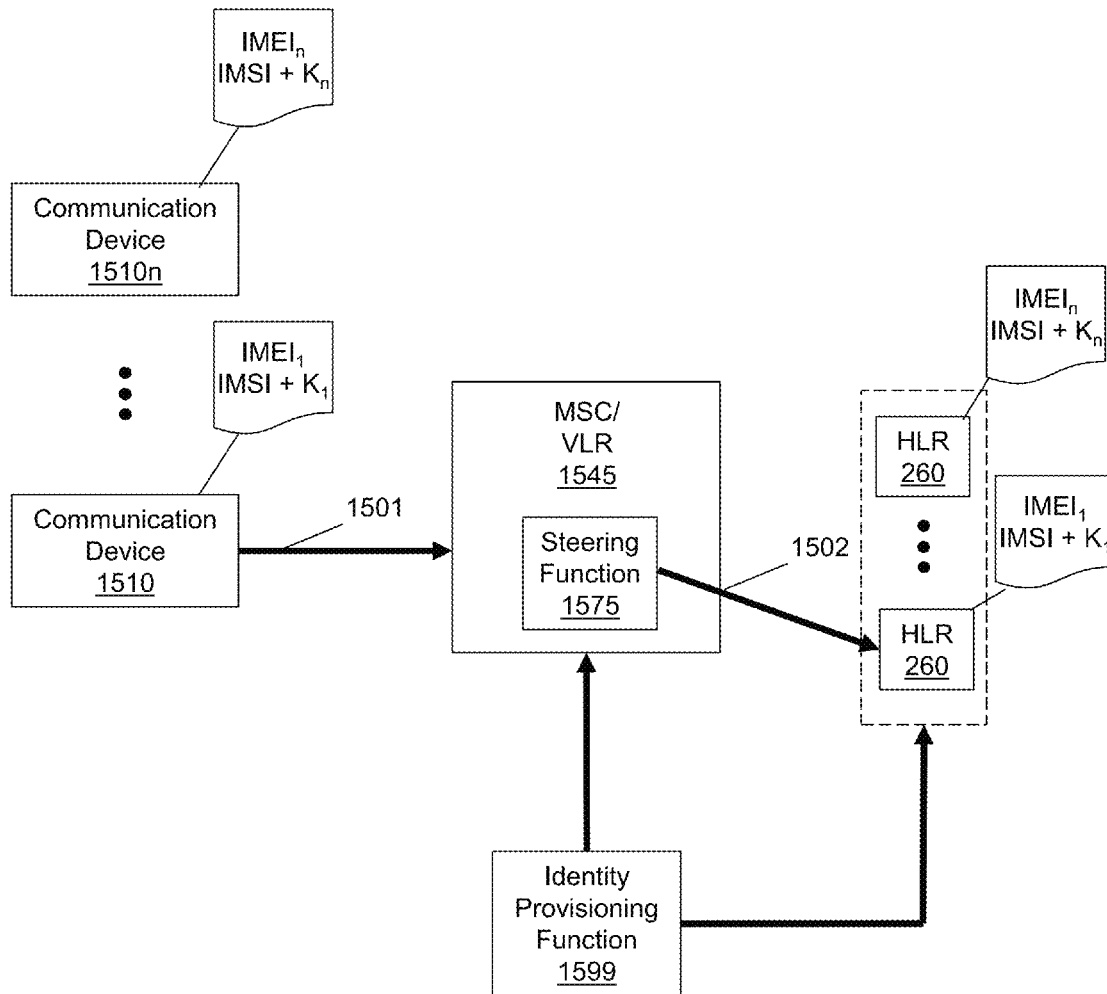 IMEIn
IMSI + Kn
Communication
Device
1510n
IMEI1
IMSI + K1
Communication
Device
1510
1501
MSC/
VLR
1545
Steering
Function
1575
1502
IMEIn
IMSI + Kn
HLR
260
IMEI1
IMSI + K1
HLR
260
Identity
Provisioning
Function
1599